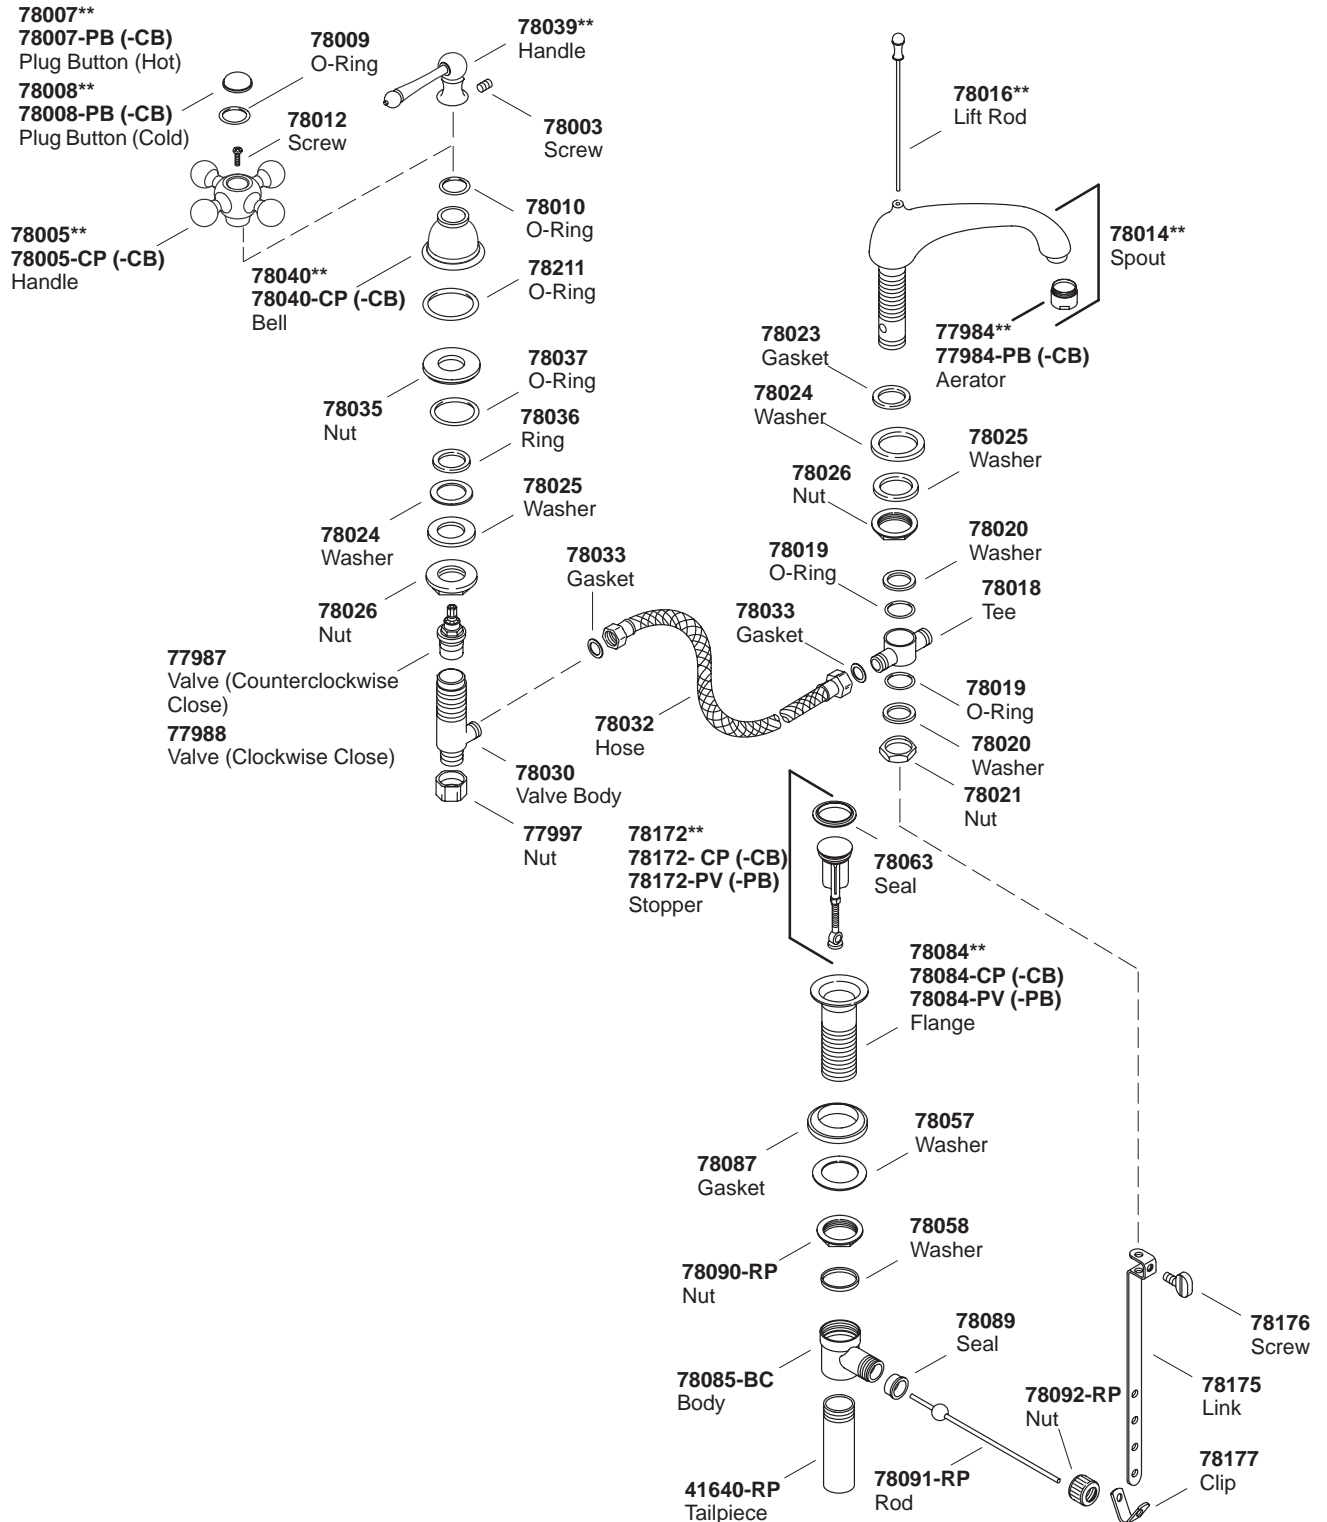 78007**
78007-PB (-CB)
Plug Button (Hot)
78008**
78008-PB (-CB)
Plug Button (Cold)
78009
O-Ring
78012
Screw
78039**
Handle
78003
Screw
78005**
78005-CP (-CB)
Handle
78010
O-Ring
78040**
78040-CP (-CB)
Bell
78211
O-Ring
78035
Nut
78037
O-Ring
78036
Ring
78024
Washer
78025
Washer
78026
Nut
77987
Valve (Counterclockwise
Close)
77988
Valve (Clockwise Close)
78030
Valve Body
77997
Nut
78033
Gasket
78032
Hose
78033
Gasket
78016**
Lift Rod
78014**
Spout
77984**
77984-PB (-CB)
Aerator
78023
Gasket
78024
Washer
78025
Washer
78026
Nut
78020
Washer
78019
O-Ring
78018
Tee
78019
O-Ring
78020
Washer
78021
Nut
78172**
78172- CP (-CB)
78172-PV (-PB)
Stopper
78063
Seal
78084**
78084-CP (-CB)
78084-PV (-PB)
Flange
78057
Washer
78087
Gasket
78058
Washer
78090-RP
Nut
78089
Seal
78085-BC
Body
78092-RP
Nut
78176
Screw
78175
Link
78177
Clip
78091-RP
Rod
41640-RP
Tailpiece